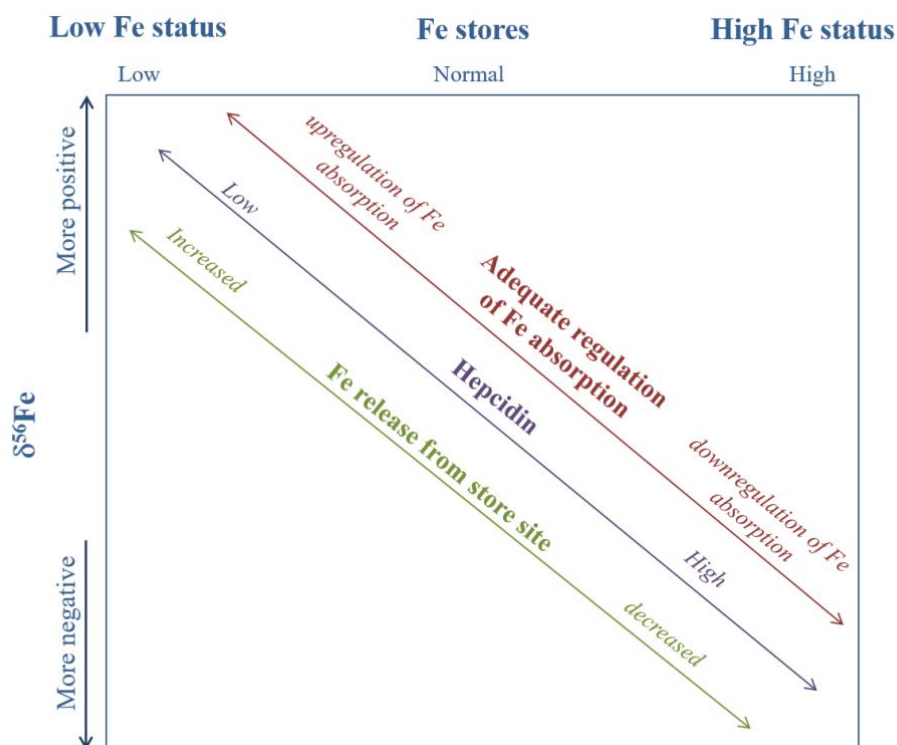 Low Fe status
Fe stores
High Fe status
Low
Normal
High
More positive
δ⁵⁶Fe
More negative
upregulation of Fe
absorption
Low
Increased
Adequate regulation
of Fe absorption
Hepcidin
Fe release from store site
downregulation of Fe
absorption
High
decreased